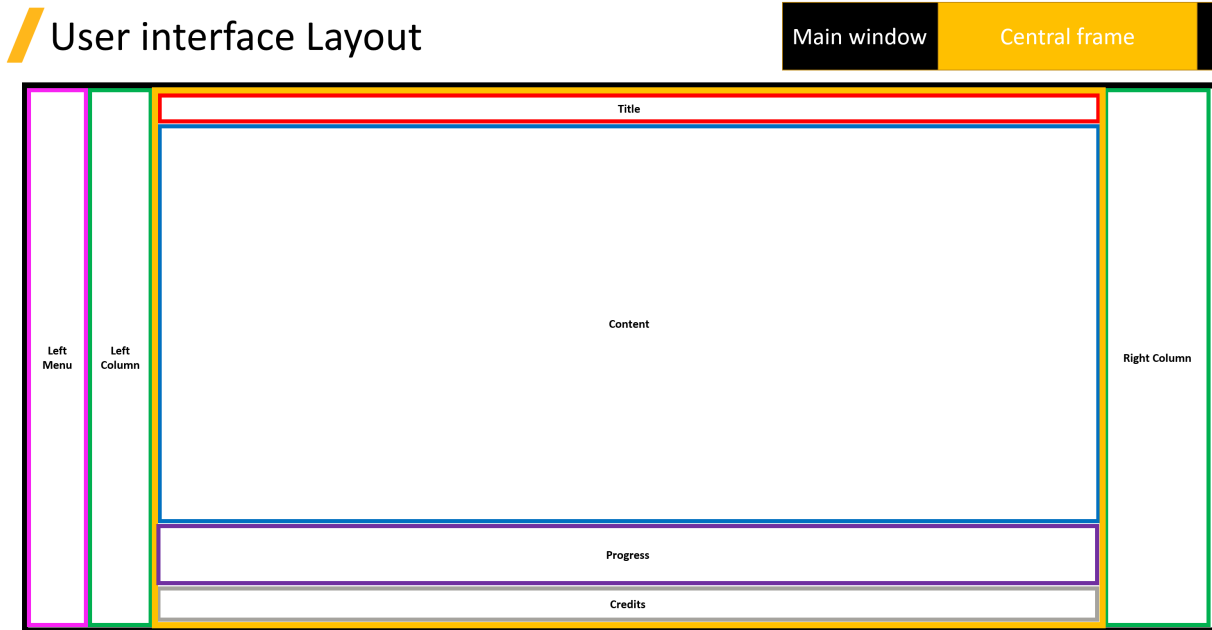 User interface Layout
Main window
Central frame
Title
Content
Left
Menu
Left
Column
Right Column
Progress
Credits